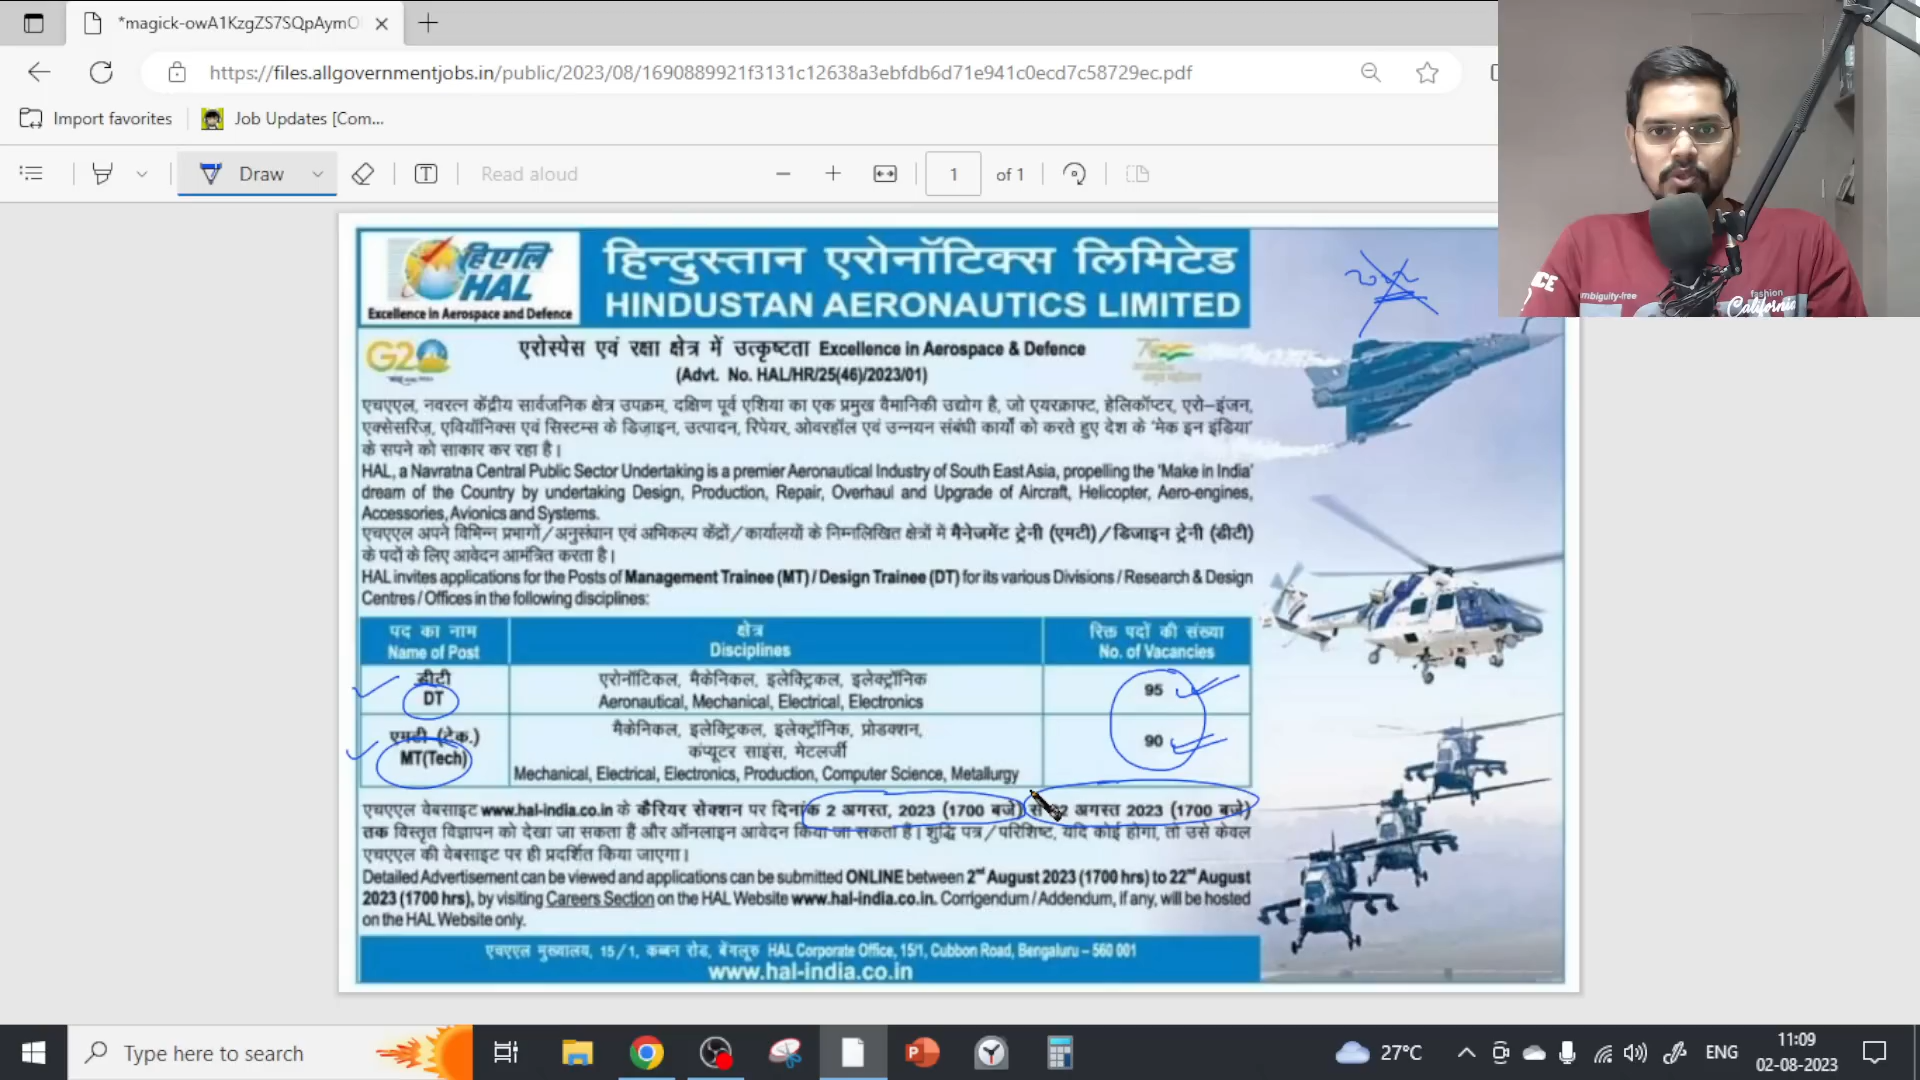 *magick-owA1KzgZS7SQpAymO
https://files.allgovernmentjobs.in/public/2023/08/1690889921f3131c12638a3ebfdb6d71e941c0ecd7c58729ec.pdf
Import favorites
Job Updates [Com...
Draw
Read aloud
1
of 1
हिएलि
HAL
Excellence in Aerospace and Defence
हिन्दुस्तान एरोनॉटिक्स लिमिटेड
HINDUSTAN AERONAUTICS LIMITED
G20
एरोस्पेस एवं रक्षा क्षेत्र में उत्कृष्टता Excellence in Aerospace & Defence
(Advt. No. HAL/HR/25(46)/2023/01)
एचएएल, नवरत्न केंद्रीय सार्वजनिक क्षेत्र उपक्रम, दक्षिण पूर्व एशिया का एक प्रमुख वैमानिकी उद्योग है, जो एयरक्राफ्ट, हेलिकॉप्टर, एरो-इंजन,
एक्सेसरिज, एवियॉनिक्स एवं सिस्टम्स के डिज़ाइन, उत्पादन, रिपेयर, ओवरहॉल एवं उन्नयन संबंधी कार्यों को करते हुए देश के 'मेक इन इंडिया'
के सपने को साकार कर रहा है।
HAL, a Navratna Central Public Sector Undertaking is a premier Aeronautical Industry of South East Asia, propelling the 'Make in India'
dream of the Country by undertaking Design, Production, Repair, Overhaul and Upgrade of Aircraft, Helicopter, Aero-engines,
Accessories, Avionics and Systems.
एचएएल अपने विभिन्न प्रभागों/अनुसंधान एवं अभिकल्प केंद्रों/कार्यालयों के निम्नलिखित क्षेत्रों में मैनेजमेंट ट्रेनी (एमटी)/डिजाइन ट्रेनी (डीटी)
के पदों के लिए आवेदन आमंत्रित करता है।
HAL invites applications for the Posts of Management Trainee (MT) / Design Trainee (DT) for its various Divisions / Research & Design
Centres / Offices in the following disciplines:
पद का नाम
Name of Post
क्षेत्र
Disciplines
रिक्त पदों की संख्या
No. of Vacancies
डीटी
DT
एरोनॉटिकल, मैकेनिकल, इलेक्ट्रिकल, इलेक्ट्रॉनिक
Aeronautical, Mechanical, Electrical, Electronics
95
एमटी (टेक.)
MT(Tech)
मैकेनिकल, इलेक्ट्रिकल, इलेक्ट्रॉनिक, प्रोडक्शन,
कंप्यूटर साइंस, मेटलर्जी
Mechanical, Electrical, Electronics, Production, Computer Science, Metallurgy
90
एचएएल वेबसाइट www.hal-india.co.in के कैरियर सेक्शन पर दिनांक 2 अगस्त, 2023 (1700 बजे) से 2 अगस्त 2023 (1700 बजे)
तक विस्तृत विज्ञापन को देखा जा सकता है और ऑनलाइन आवेदन किया जा सकता है। शुद्धि पत्र/परिशिष्ट, यदि कोई होगा, तो उसे केवल
एचएएल की वेबसाइट पर ही प्रदर्शित किया जाएगा।
Detailed Advertisement can be viewed and applications can be submitted ONLINE between 2nd August 2023 (1700 hrs) to 22nd August
2023 (1700 hrs), by visiting Careers Section on the HAL Website www.hal-india.co.in. Corrigendum / Addendum, if any, will be hosted
on the HAL Website only.
एचएएल मुख्यालय, 15/1, कब्बन रोड, बेंगलूरु HAL Corporate Office, 15/1, Cubbon Road, Bengaluru – 560 001
www.hal-india.co.in
ambiguity-free
fashion
California
Type here to search
27°C
ENG
11:09
02-08-2023